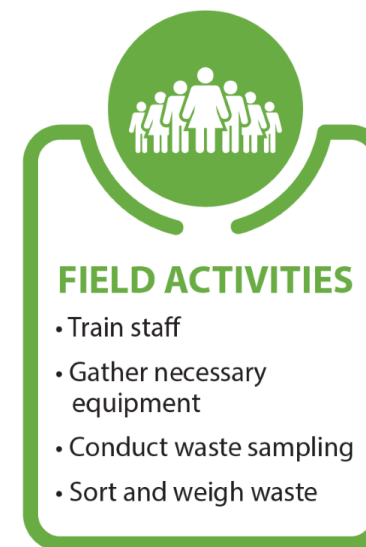 FIELD ACTIVITIES
• Train staff
• Gather necessary
equipment
• Conduct waste sampling
• Sort and weigh waste